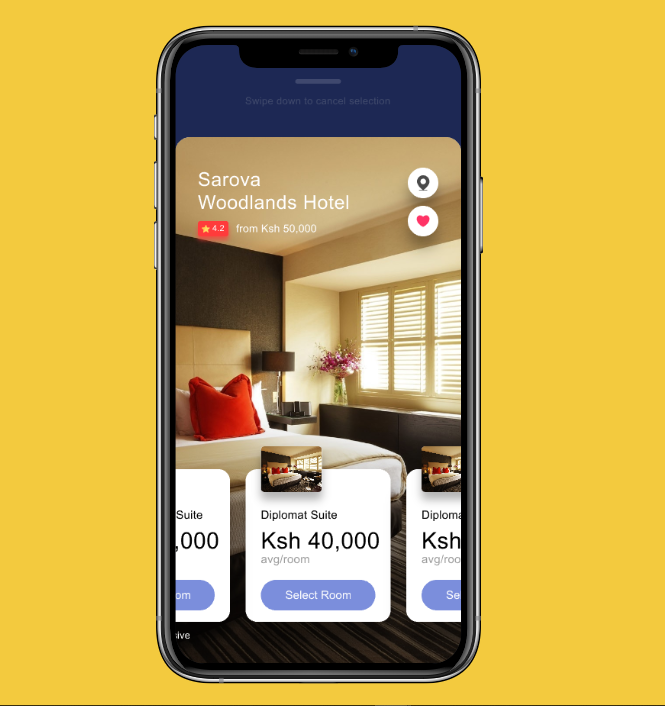 Swipe down to cancel selection
Sarova
Woodlands Hotel
4.2 from Ksh 50,000
Suite
,000
om
Diplomat Suite
Ksh 40,000
avg/room
Select Room
Diploma
Ksh
avg/roo
Se
sive